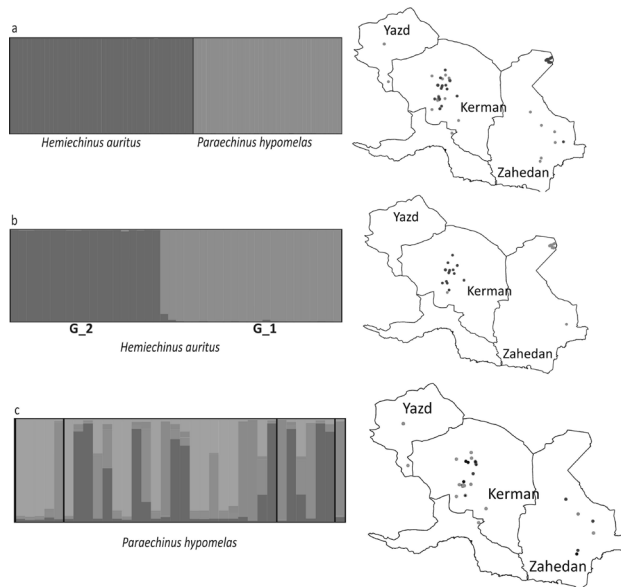 a
Hemiechinus auritus Paraechinus hypomelas
Yazd
Kerman
Zahedan
b
G_2 G_1
Hemiechinus auritus
Yazd
Kerman
Zahedan
c
Paraechinus hypomelas
Yazd
Kerman
Zahedan